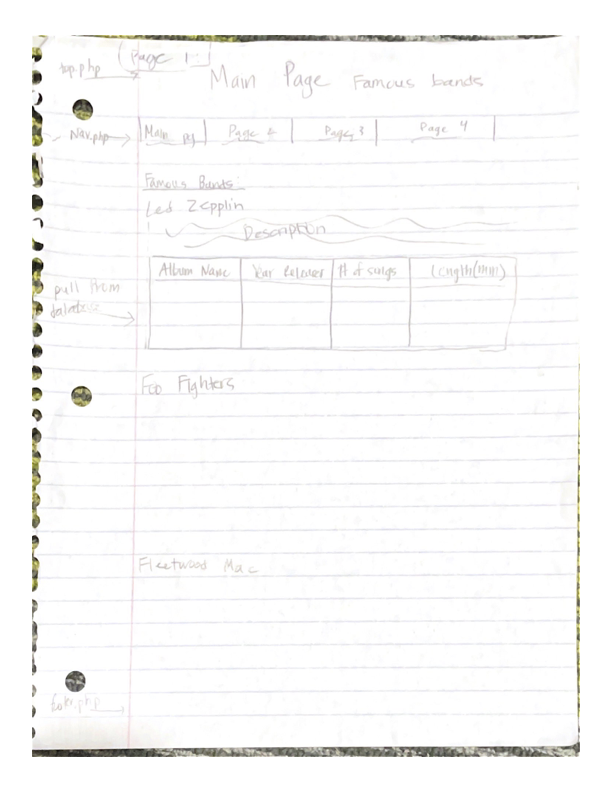 top.php Page 1
Main Page Famous bands
Nav.php Main pg Page 2 Page 3 Page 4
Famous Bands:
Led Zepplin
Description
Album Name Year Released # of songs Length(min)
pull from
database
Foo Fighters
Fleetwood Mac
footer.php